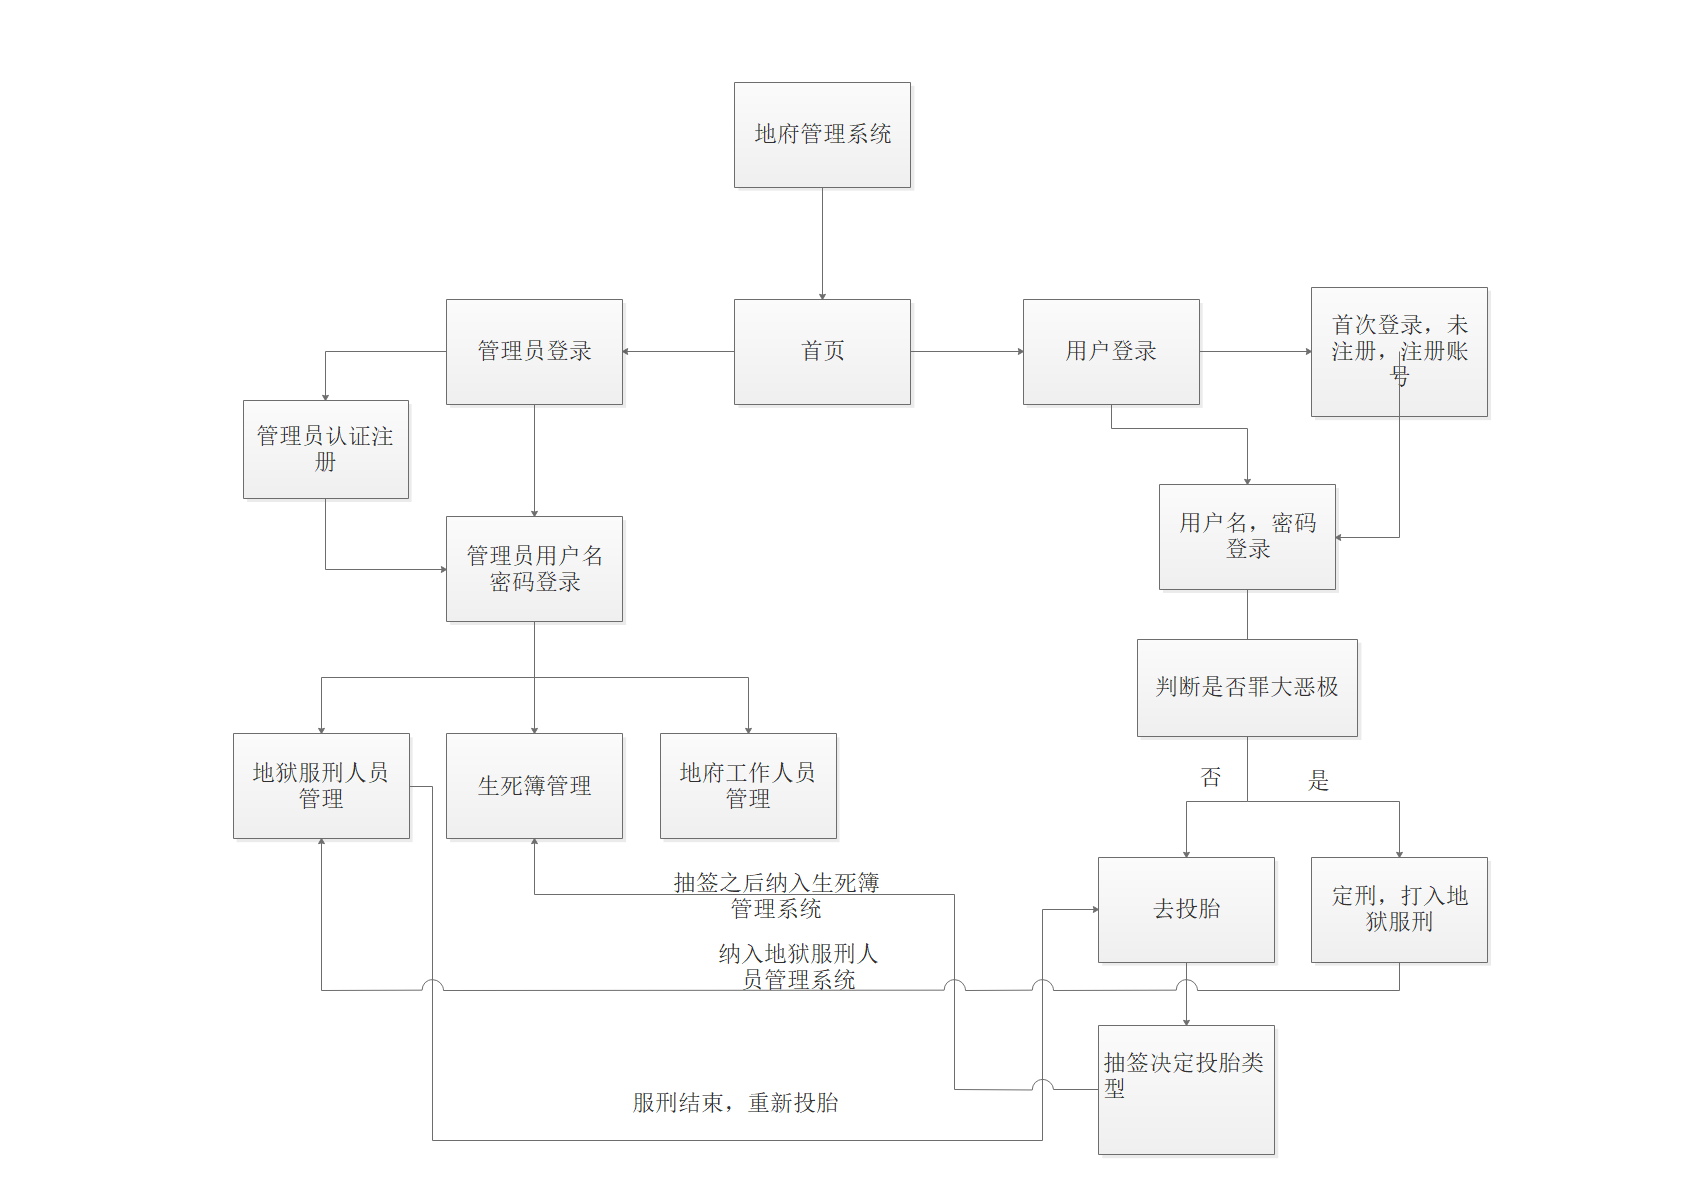 地府管理系统
管理员登录
首页
用户登录
首次登录，未
注册，注册账
号
管理员认证注
册
管理员用户名
密码登录
用户名，密码
登录
判断是否罪大恶极
地狱服刑人员
管理
生死簿管理
地府工作人员
管理
否
是
抽签之后纳入生死簿
管理系统
去投胎
定刑，打入地
狱服刑
纳入地狱服刑人
员管理系统
抽签决定投胎类
型
服刑结束，重新投胎